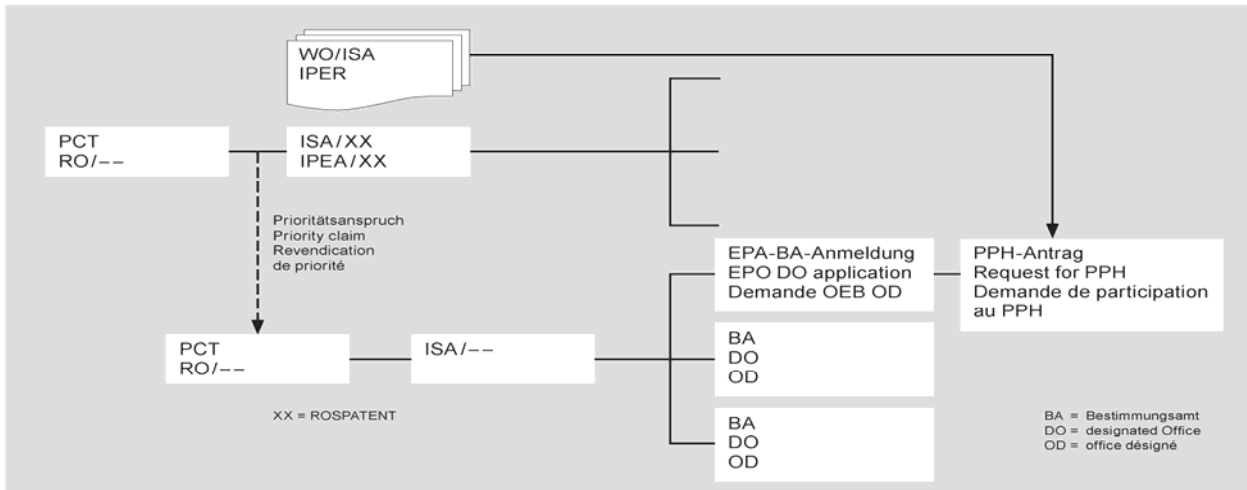 WO/ISA
IPER
PCT
RO/––
ISA/XX
IPEA/XX
Prioritätsanspruch
Priority claim
Revendication
de priorité
EPA-BA-Anmeldung
EPO DO application
Demande OEB OD
PPH-Antrag
Request for PPH
Demande de participation
au PPH
PCT
RO/––
ISA/––
BA
DO
OD
XX = ROSPATENT
BA
DO
OD
BA = Bestimmungsamt
DO = designated Office
OD = office désigné